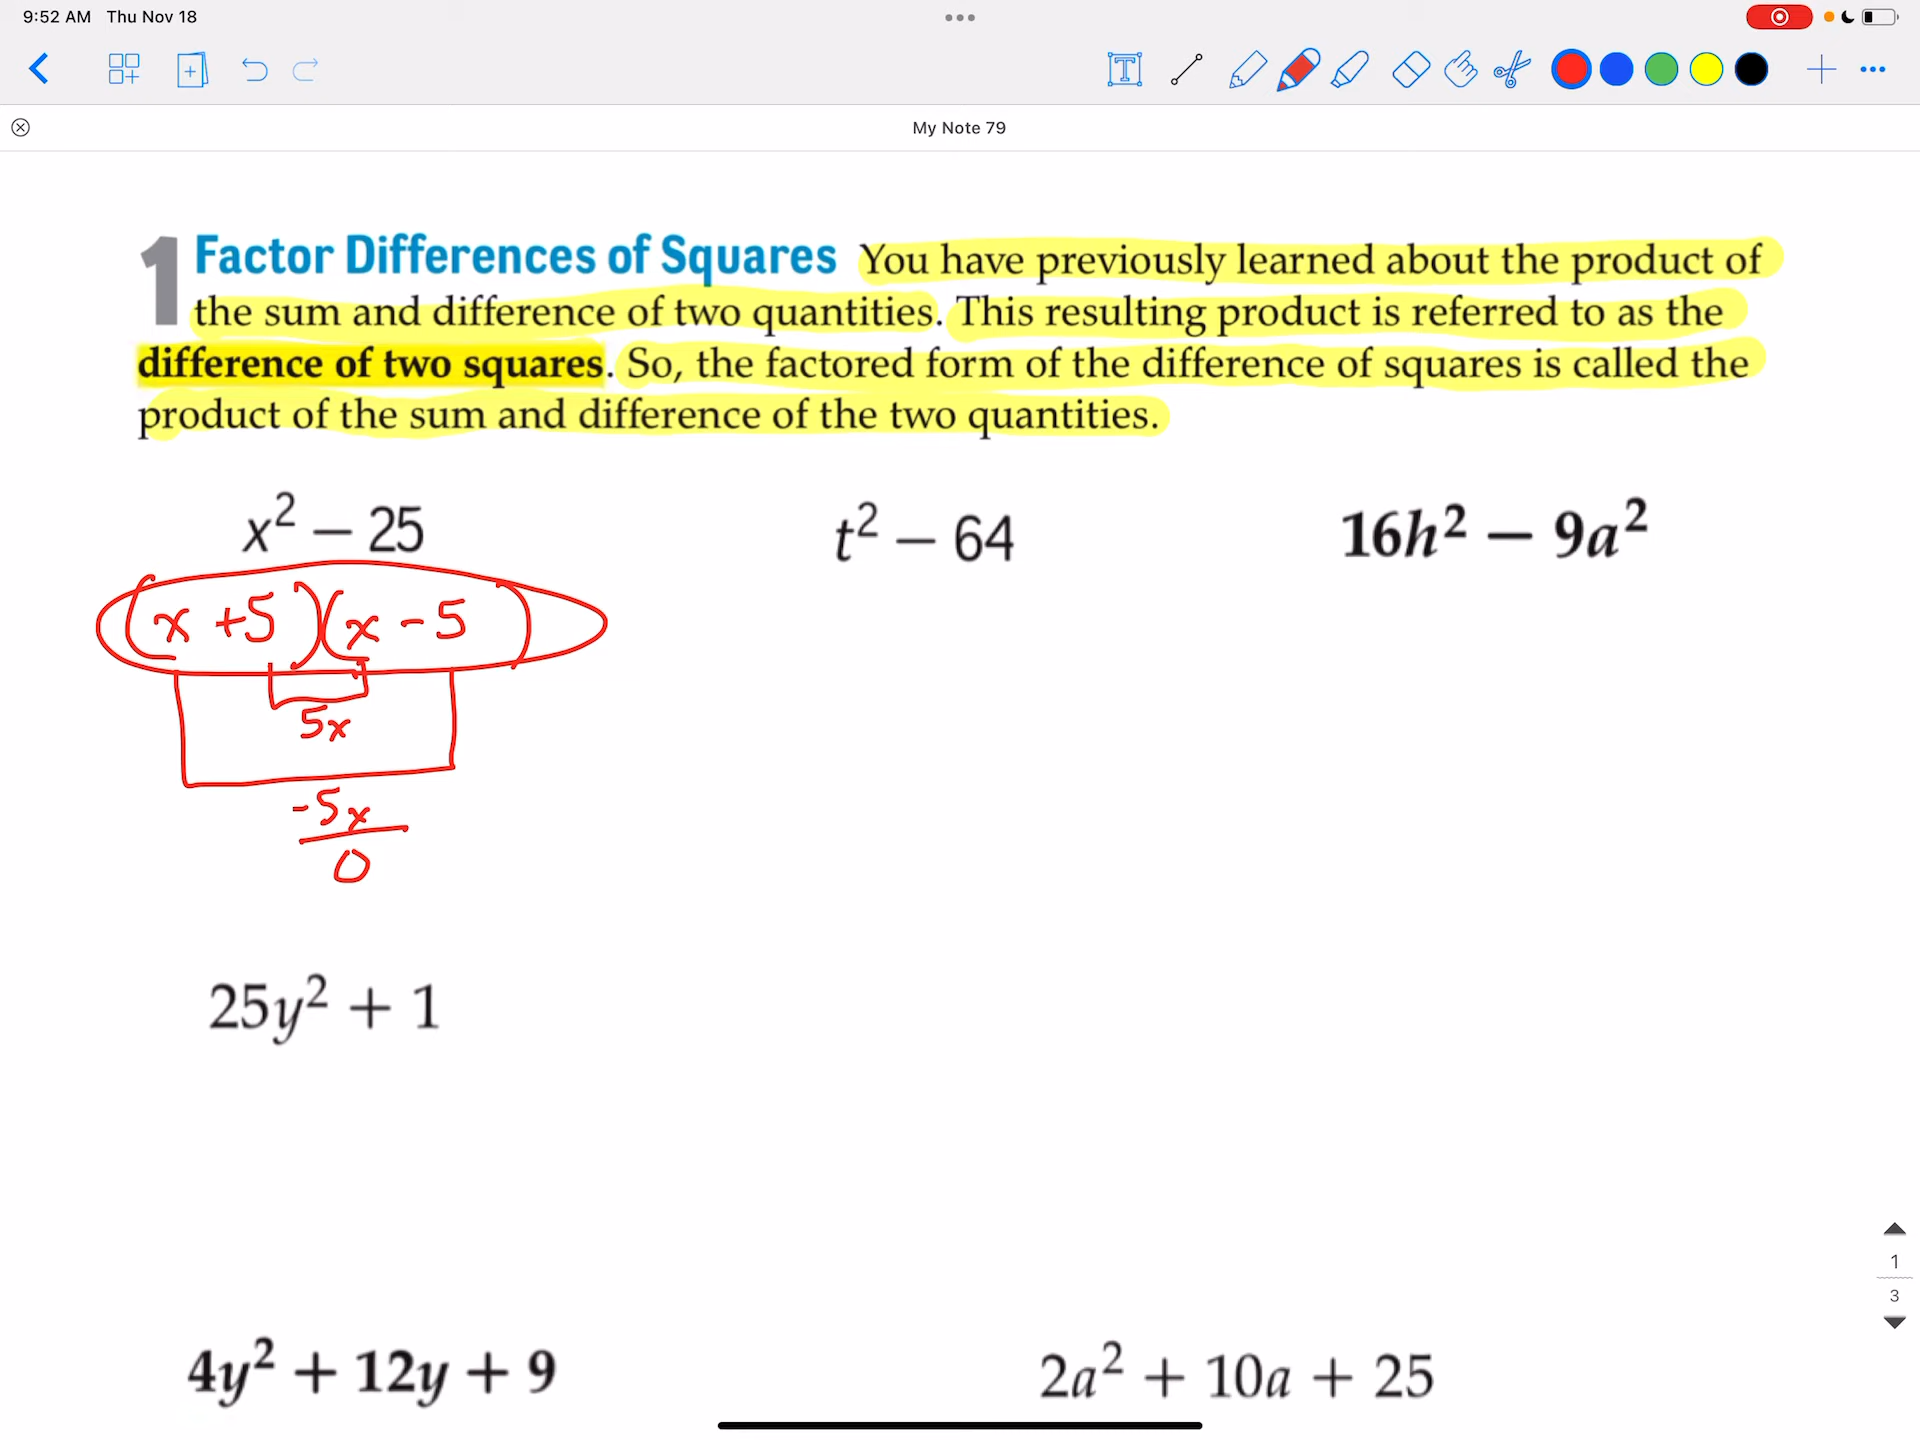 9:52 AM Thu Nov 18
My Note 79
1 Factor Differences of Squares You have previously learned about the product of
the sum and difference of two quantities. This resulting product is referred to as the
difference of two squares. So, the factored form of the difference of squares is called the
product of the sum and difference of the two quantities.
x² − 25
t² − 64
16h² − 9a²
(x +5)(x −5)
5x
-5x
0
25y² + 1
1
3
4y² + 12y + 9
2a² + 10a + 25